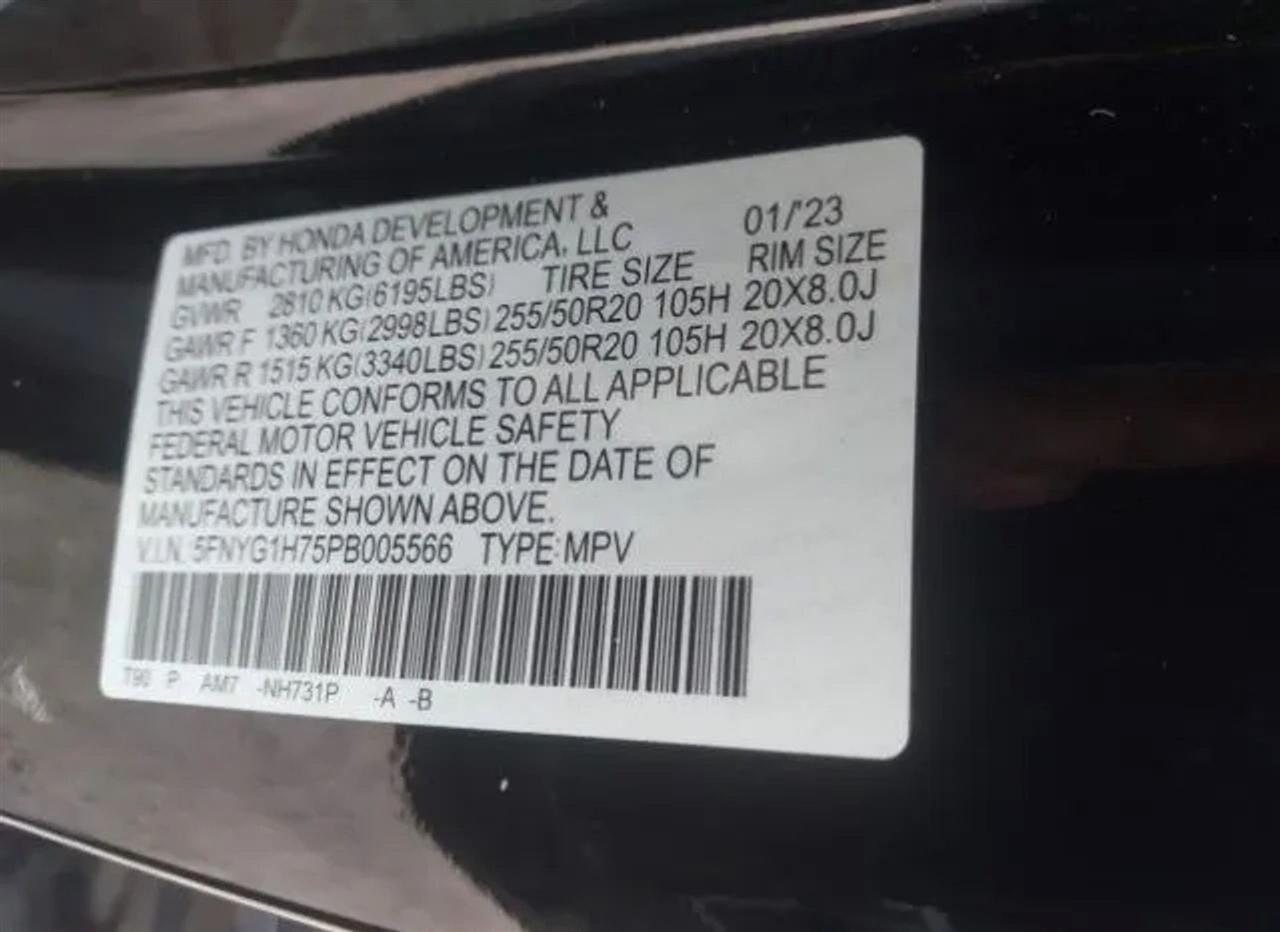 MFD. BY HONDA DEVELOPMENT & 01/'23
MANUFACTURING OF AMERICA, LLC
GVWR 2810 KG(6195LBS) TIRE SIZE RIM SIZE
GAWR F 1360 KG(2998LBS) 255/50R20 105H 20X8.0J
GAWR R 1515 KG(3340LBS) 255/50R20 105H 20X8.0J
THIS VEHICLE CONFORMS TO ALL APPLICABLE
FEDERAL MOTOR VEHICLE SAFETY
STANDARDS IN EFFECT ON THE DATE OF
MANUFACTURE SHOWN ABOVE.
V.I.N. 5FNYG1H75PB005566 TYPE: MPV
T90 P AM7 -NH731P -A -B